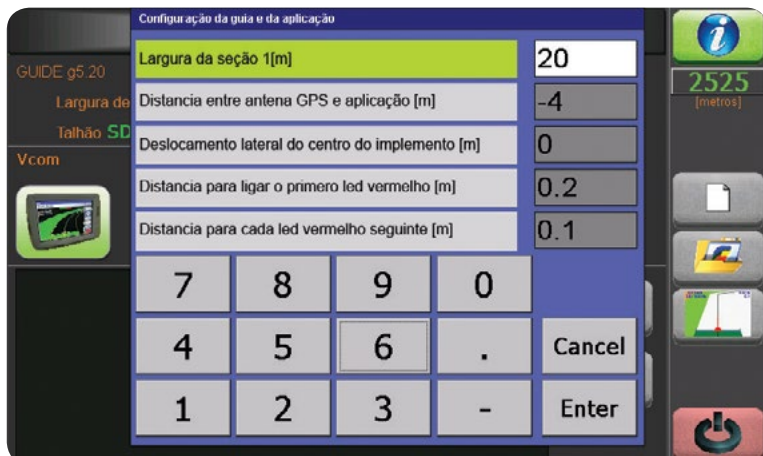 Configuração da guia e da aplicação
Largura da seção 1[m]
20
Distancia entre antena GPS e aplicação [m]
-4
Deslocamento lateral do centro do implemento [m]
0
Distancia para ligar o primero led vermelho [m]
0.2
Distancia para cada led vermelho seguinte [m]
0.1
7 8 9 0
4 5 6 . Cancel
1 2 3 - Enter
GUIDE g5.20
Largura de
Talhão SD
Vcom
i
2525
[metros]